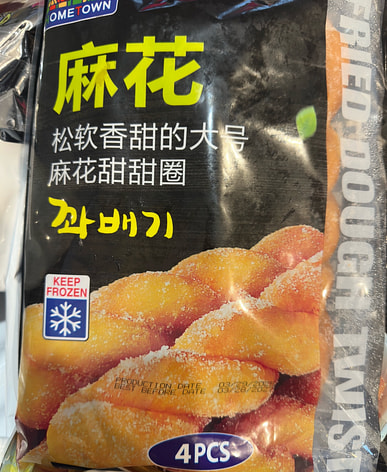 OMETOWN
麻花
松软香甜的大号
麻花甜甜圈
꽈배기
KEEP
FROZEN
PRODUCTION DATE
BEST BEFORE DATE
4PCS
FRIED DOUGH TWIST